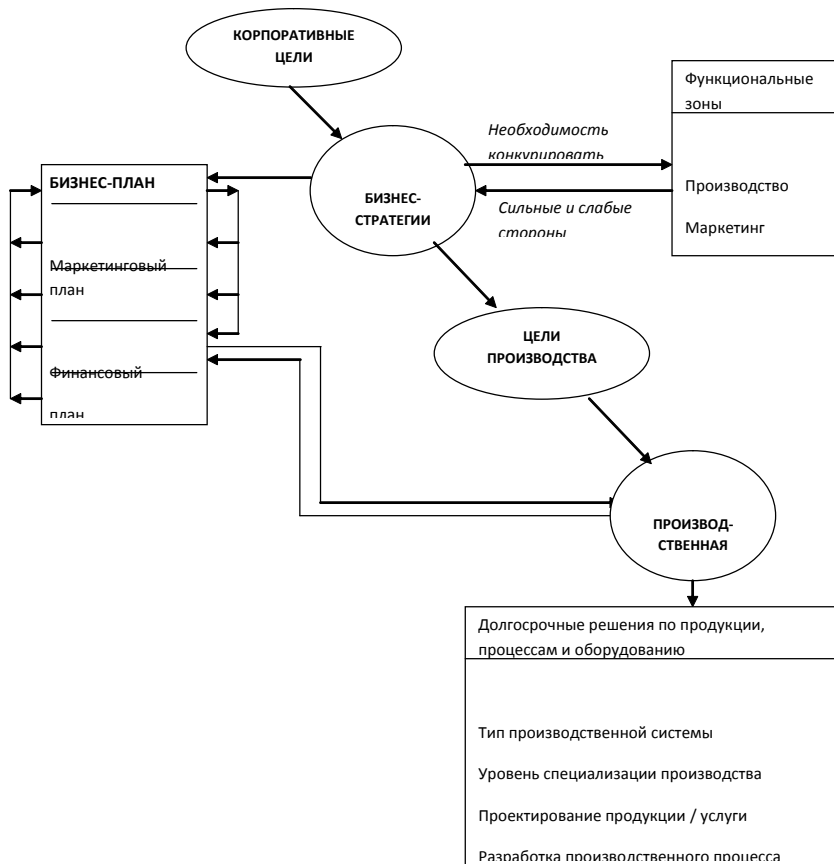 КОРПОРАТИВНЫЕ
ЦЕЛИ
Функциональные
зоны
Производство
Маркетинг
Необходимость
конкурировать
Сильные и слабые
стороны
БИЗНЕС-
СТРАТЕГИИ
БИЗНЕС-ПЛАН
Маркетинговый
план
Финансовый
план
ЦЕЛИ
ПРОИЗВОДСТВА
ПРОИЗВОД-
СТВЕННАЯ
Долгосрочные решения по продукции,
процессам и оборудованию
Тип производственной системы
Уровень специализации производства
Проектирование продукции / услуги
Разработка производственного процесса